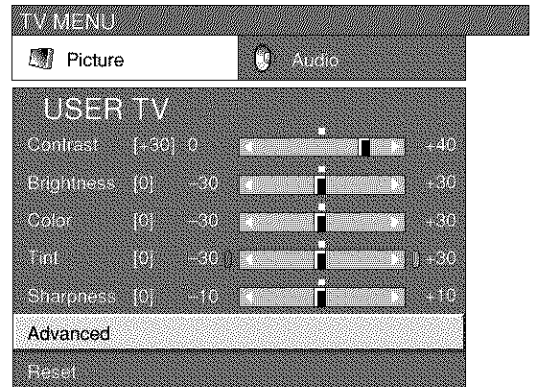 TV MENU
Picture Audio
USER TV
Contrast [+30] 0 +40
Brightness [0] −30 +30
Color [0] −30 +30
Tint [0] −30 +30
Sharpness [0] −10 +10
Advanced
Reset